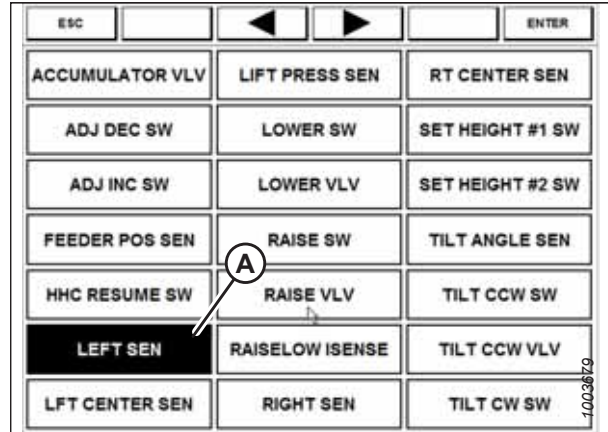 ESC ENTER
ACCUMULATOR VLV LIFT PRESS SEN RT CENTER SEN
ADJ DEC SW LOWER SW SET HEIGHT #1 SW
ADJ INC SW LOWER VLV SET HEIGHT #2 SW
FEEDER POS SEN RAISE SW TILT ANGLE SEN
A
HHC RESUME SW RAISE VLV TILT CCW SW
LEFT SEN RAISELOW ISENSE TILT CCW VLV
LFT CENTER SEN RIGHT SEN TILT CW SW
1003679